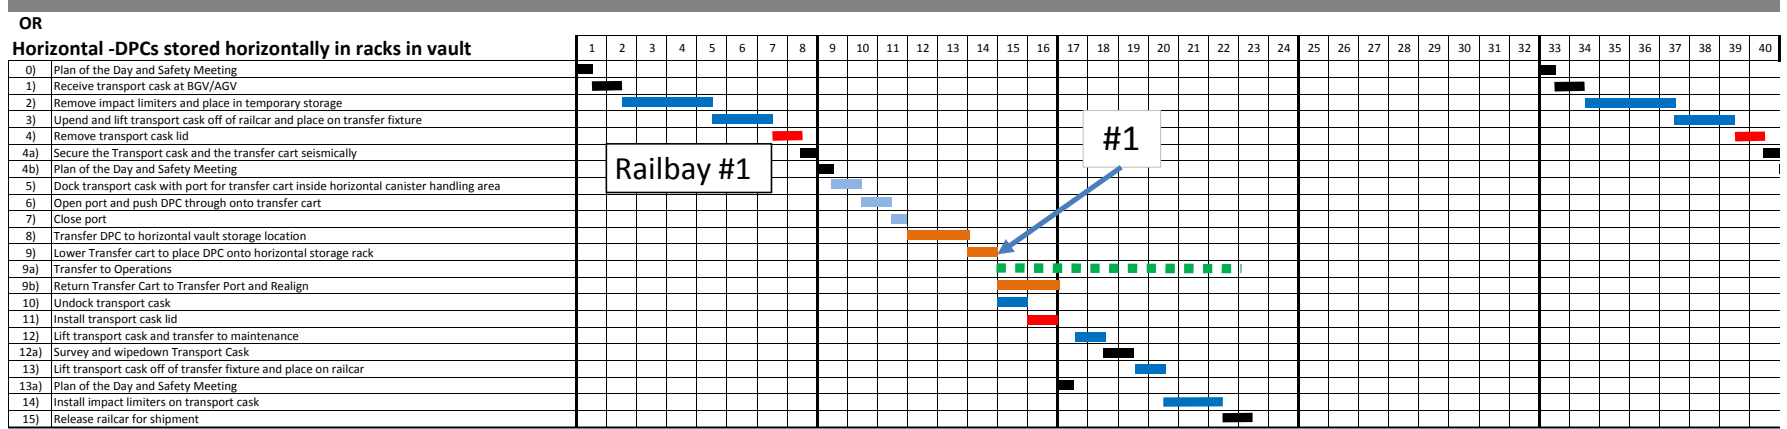 OR
Horizontal -DPCs stored horizontally in racks in vault 1 2 3 4 5 6 7 8 9 10 11 12 13 14 15 16 17 18 19 20 21 22 23 24 25 26 27 28 29 30 31 32 33 34 35 36 37 38 39 40
0) Plan of the Day and Safety Meeting
1) Receive transport cask at BGV/AGV
2) Remove impact limiters and place in temporary storage
3) Upend and lift transport cask off of railcar and place on transfer fixture
4) Remove transport cask lid
4a) Secure the Transport cask and the transfer cart seismically
4b) Plan of the Day and Safety Meeting
5) Dock transport cask with port for transfer cart inside horizontal canister handling area
6) Open port and push DPC through onto transfer cart
7) Close port
8) Transfer DPC to horizontal vault storage location
9) Lower Transfer cart to place DPC onto horizontal storage rack
9a) Transfer to Operations
9b) Return Transfer Cart to Transfer Port and Realign
10) Undock transport cask
11) Install transport cask lid
12) Lift transport cask and transfer to maintenance
12a) Survey and wipedown Transport Cask
13) Lift transport cask off of transfer fixture and place on railcar
13a) Plan of the Day and Safety Meeting
14) Install impact limiters on transport cask
15) Release railcar for shipment
Railbay #1
#1